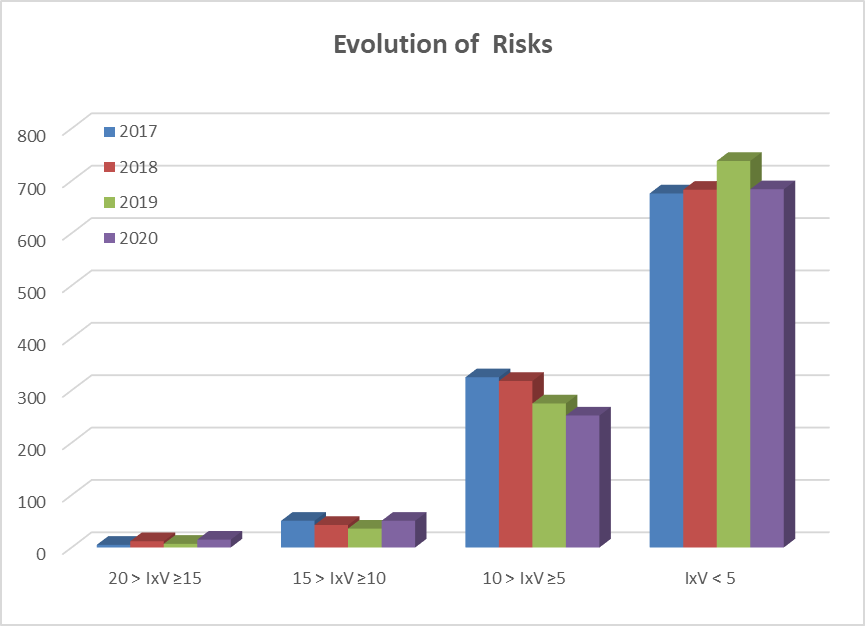 Evolution of  Risks
2017
2018
2019
2020
800
700
600
500
400
300
200
100
0
20 > IxV ≥15
15 > IxV ≥10
10 > IxV ≥5
IxV < 5